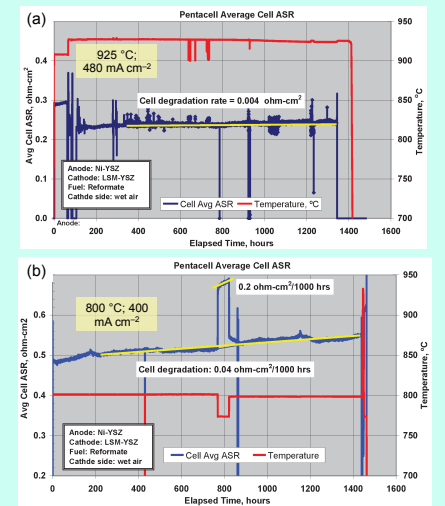 (a)
Pentacell Average Cell ASR
925 °C;
480 mA cm–2
Cell degradation rate = 0.004 ohm-cm2
Anode: Ni-YSZ
Cathode: LSM-YSZ
Fuel: Reformate
Cathde side: wet air
Cell Avg ASR
Temperature, ºC
Anode:
Avg Cell ASR, ohm-cm2
0.4
0.3
0.2
0.1
0.0
Temperature, ºC
950
900
850
800
750
700
0
200
400
600
800
1000
1200
1400
1600
Elapsed Time, hours
(b)
Pentacell Average Cell ASR
0.2 ohm-cm2/1000 hrs
800 °C; 400
mA cm–2
Cell degradation: 0.04 ohm-cm2/1000 hrs
Anode: Ni-YSZ
Cathode: LSM-YSZ
Fuel: Reformate
Cathde side: wet air
Cell Avg ASR
Temperature
Avg Cell ASR, ohm-cm2
0.6
0.5
0.4
0.3
0.2
Temperature, ºC
950
900
850
800
750
700
0
200
400
600
800
1000
1200
1400
1600
Elapsed Time, hours